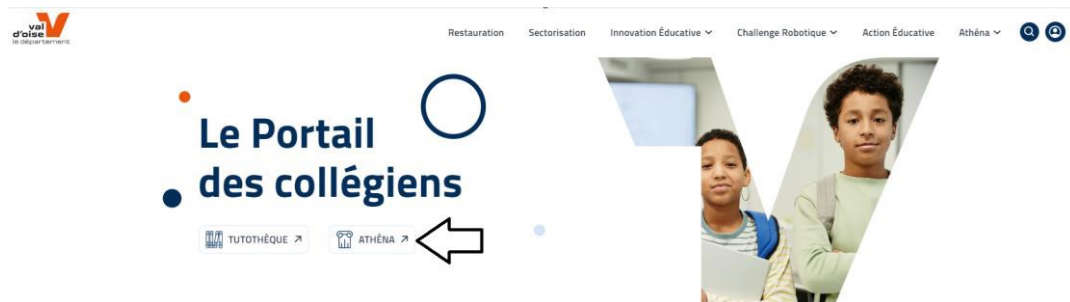 val
d'oise
le département
Restauration
Sectorisation
Innovation Éducative
Challenge Robotique
Action Éducative
Athéna
Le Portail
des collégiens
TUTOTHÈQUE
ATHÉNA